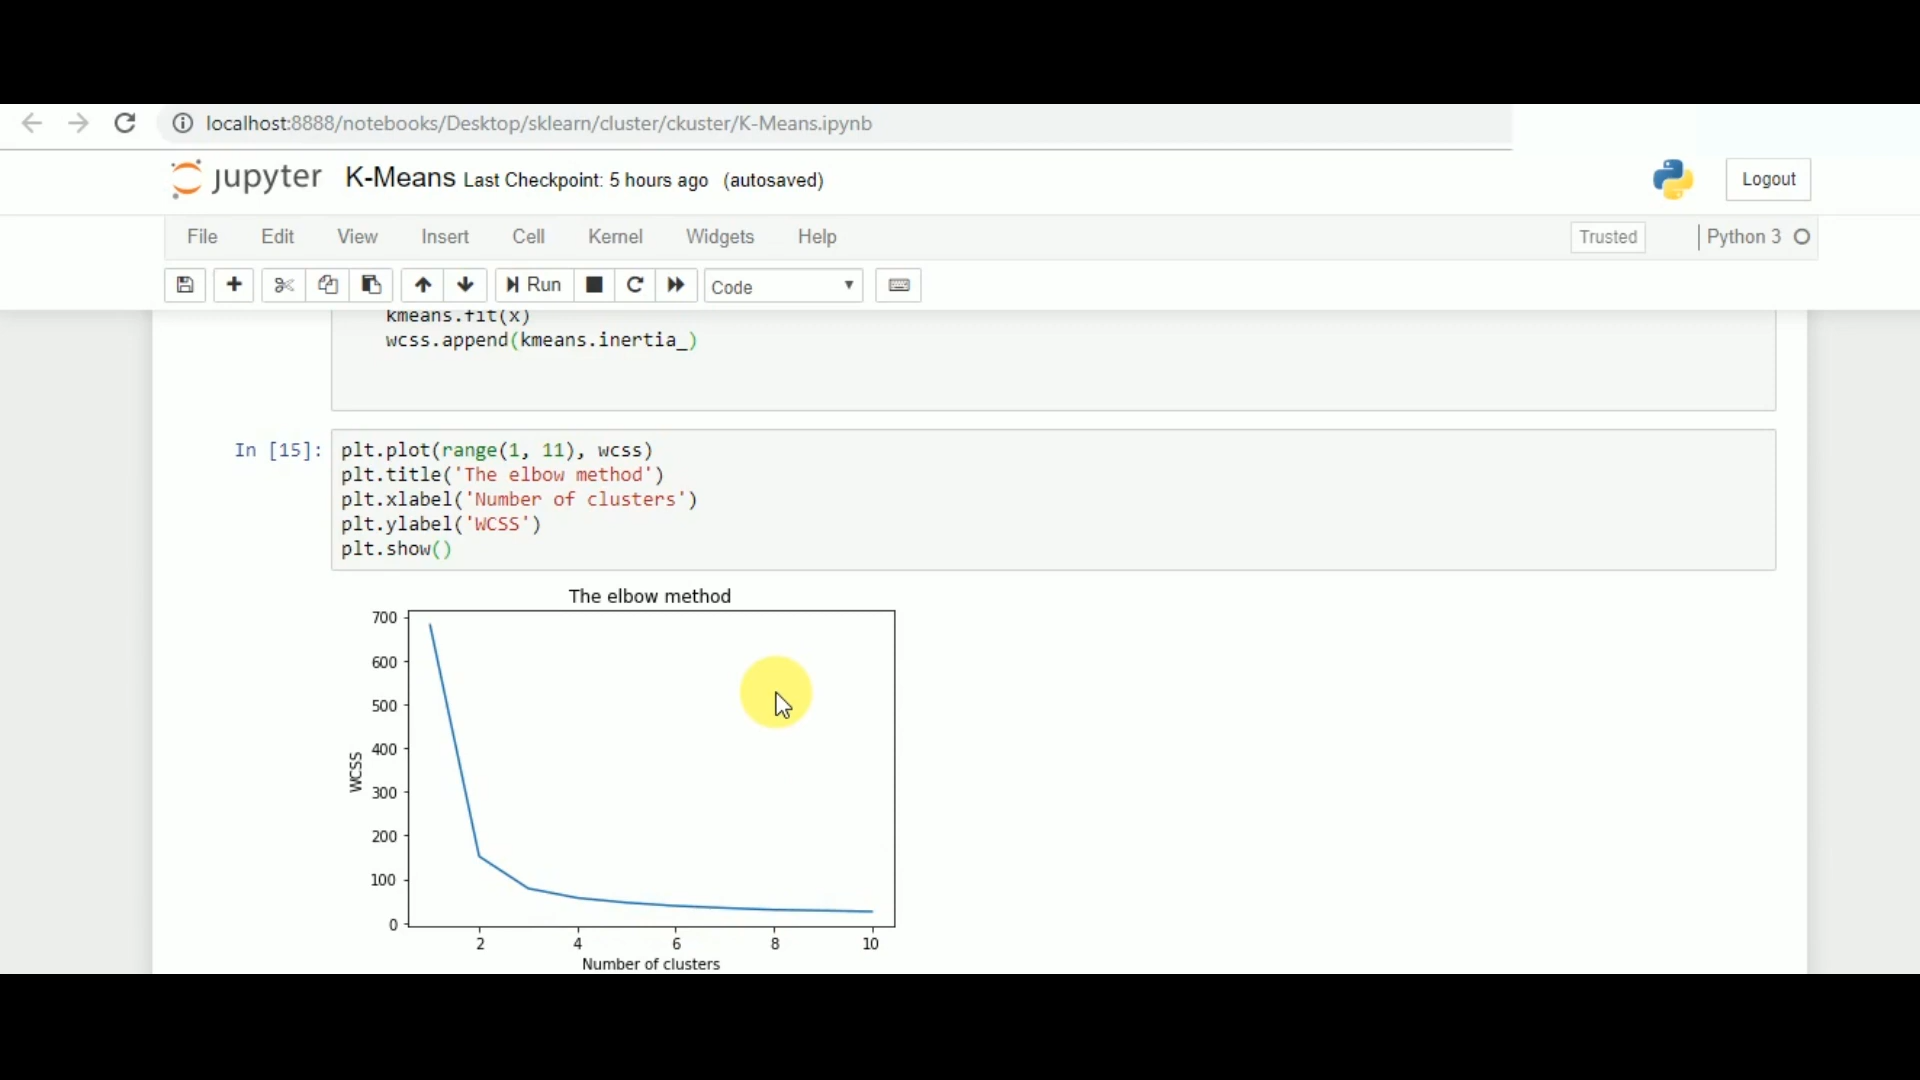 localhost:8888/notebooks/Desktop/sklearn/cluster/ckuster/K-Means.ipynb
jupyter K-Means Last Checkpoint: 5 hours ago (autosaved) Logout
File Edit View Insert Cell Kernel Widgets Help Trusted Python 3
Run Code
kmeans.fit(x)
wcss.append(kmeans.inertia_)
In [15]: plt.plot(range(1, 11), wcss)
plt.title('The elbow method')
plt.xlabel('Number of clusters')
plt.ylabel('WCSS')
plt.show()
The elbow method
700
600
500
400
WCSS
300
200
100
0
2 4 6 8 10
Number of clusters